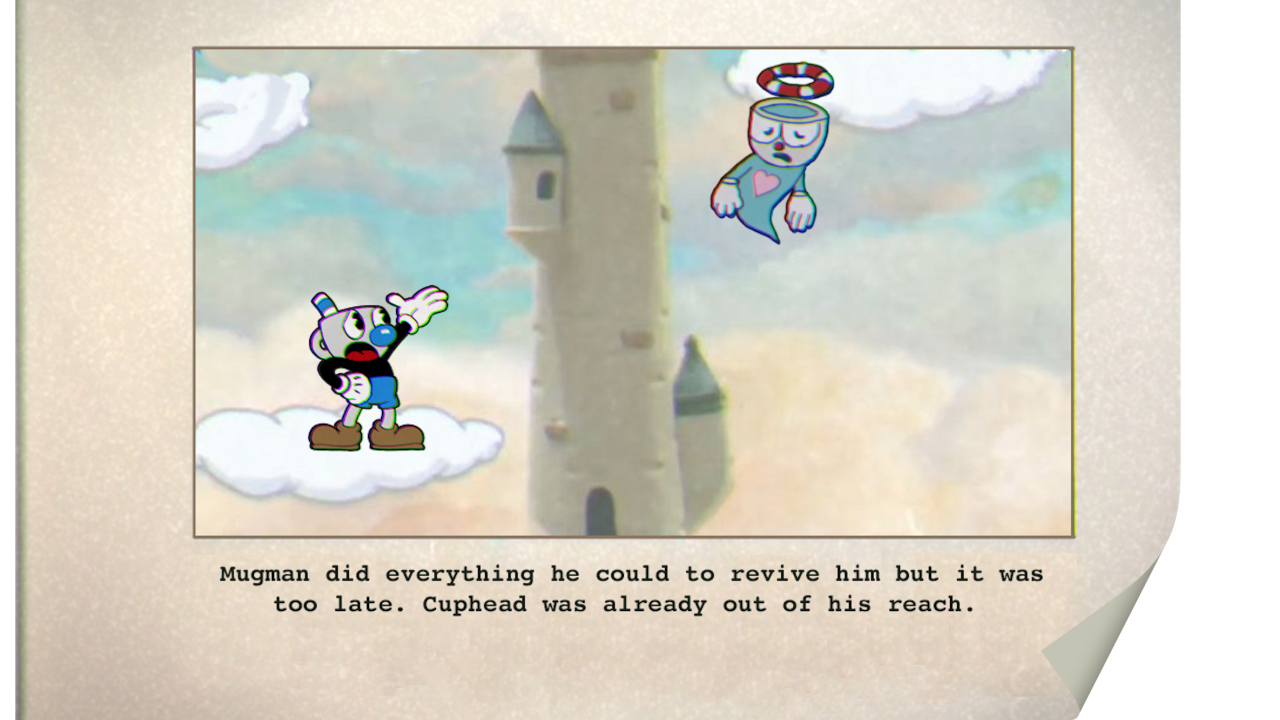 Mugman did everything he could to revive him but it was
too late. Cuphead was already out of his reach.